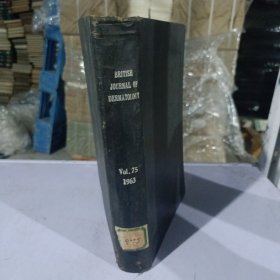 BRITISH
JOURNAL OF
DERMATOLOGY
Vol. 75
1963